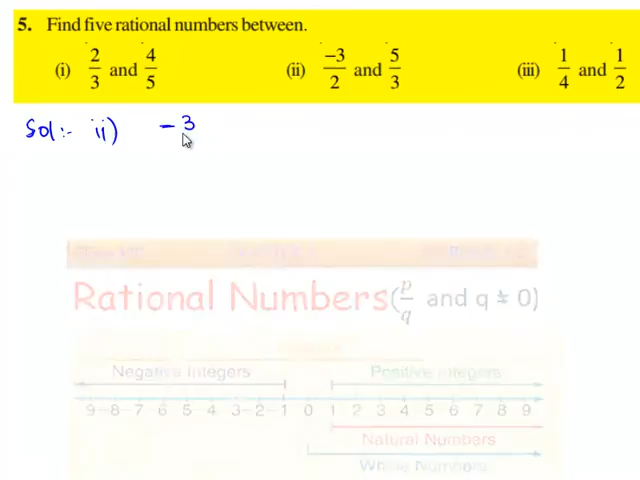 5. Find five rational numbers between.
(i) 2/3 and 4/5 (ii) -3/2 and 5/3 (iii) 1/4 and 1/2
Sol:- ii) -3
Rational Numbers (p/q and q ≠ 0)
Negative Integers Positive Integers
9-8-7-6-5-4 3-2-1 0 1 2 3 4 5 6 7 8 9
Natural Numbers
Whole Numbers